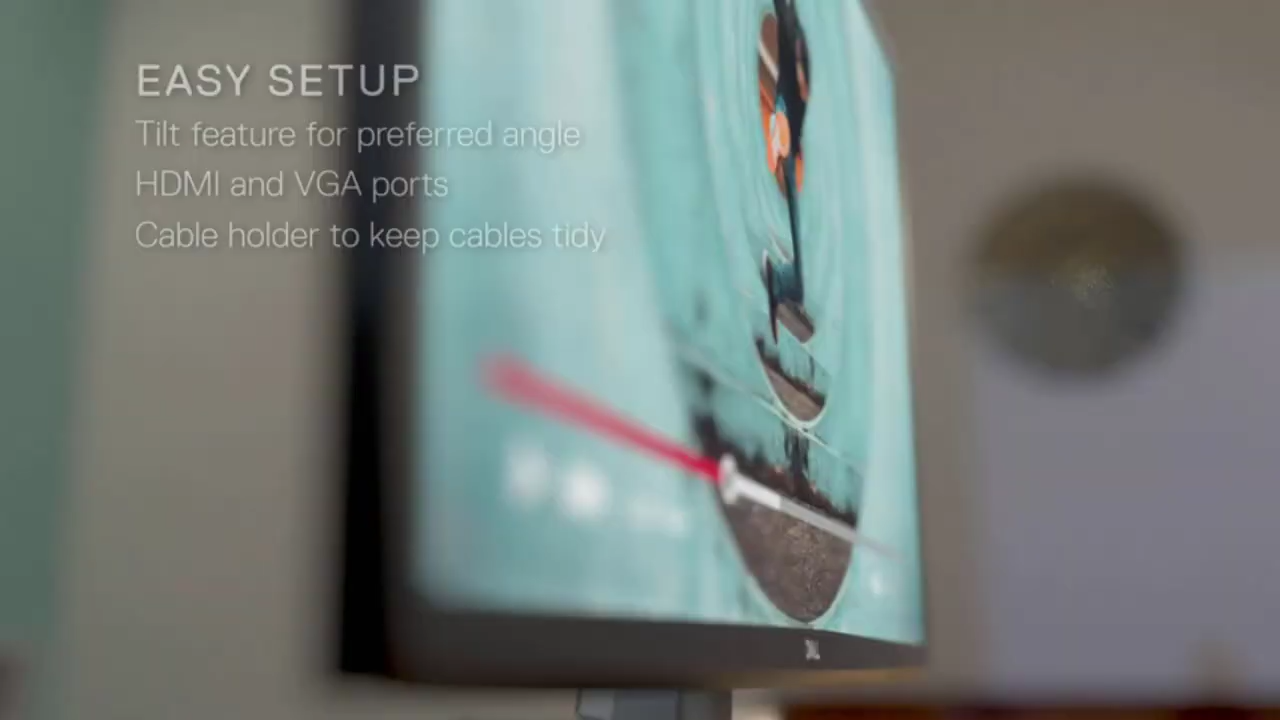 EASY SETUP
Tilt feature for preferred angle
HDMI and VGA ports
Cable holder to keep cables tidy